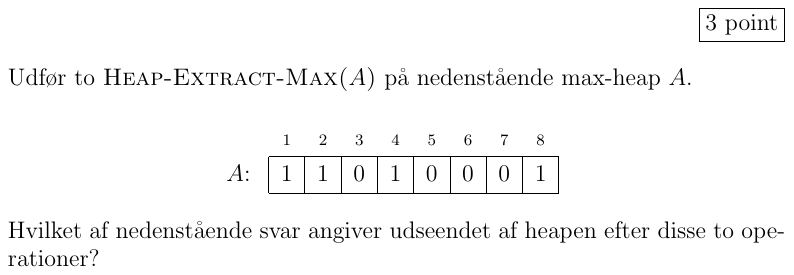 3 point
Udfør to HEAP-EXTRACT-MAX(A) på nedenstående max-heap A.
1 2 3 4 5 6 7 8
A: 1 1 0 1 0 0 0 1
Hvilket af nedenstående svar angiver udseendet af heapen efter disse to ope-
rationer?